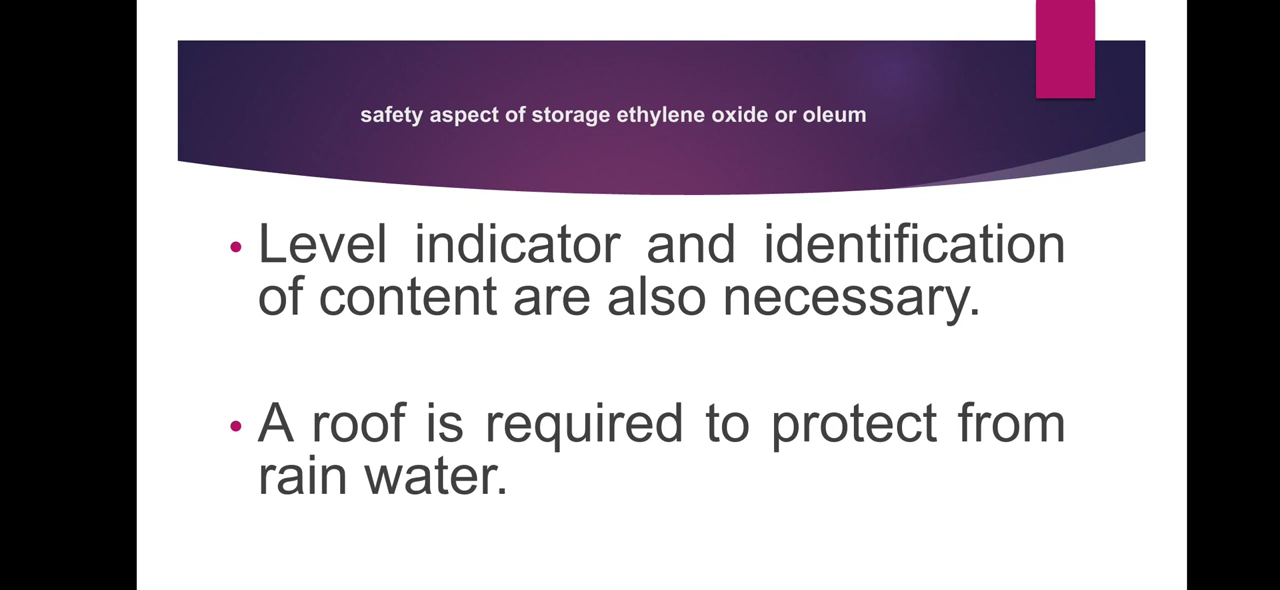 safety aspect of storage ethylene oxide or oleum
• Level indicator and identification
of content are also necessary.
• A roof is required to protect from
rain water.